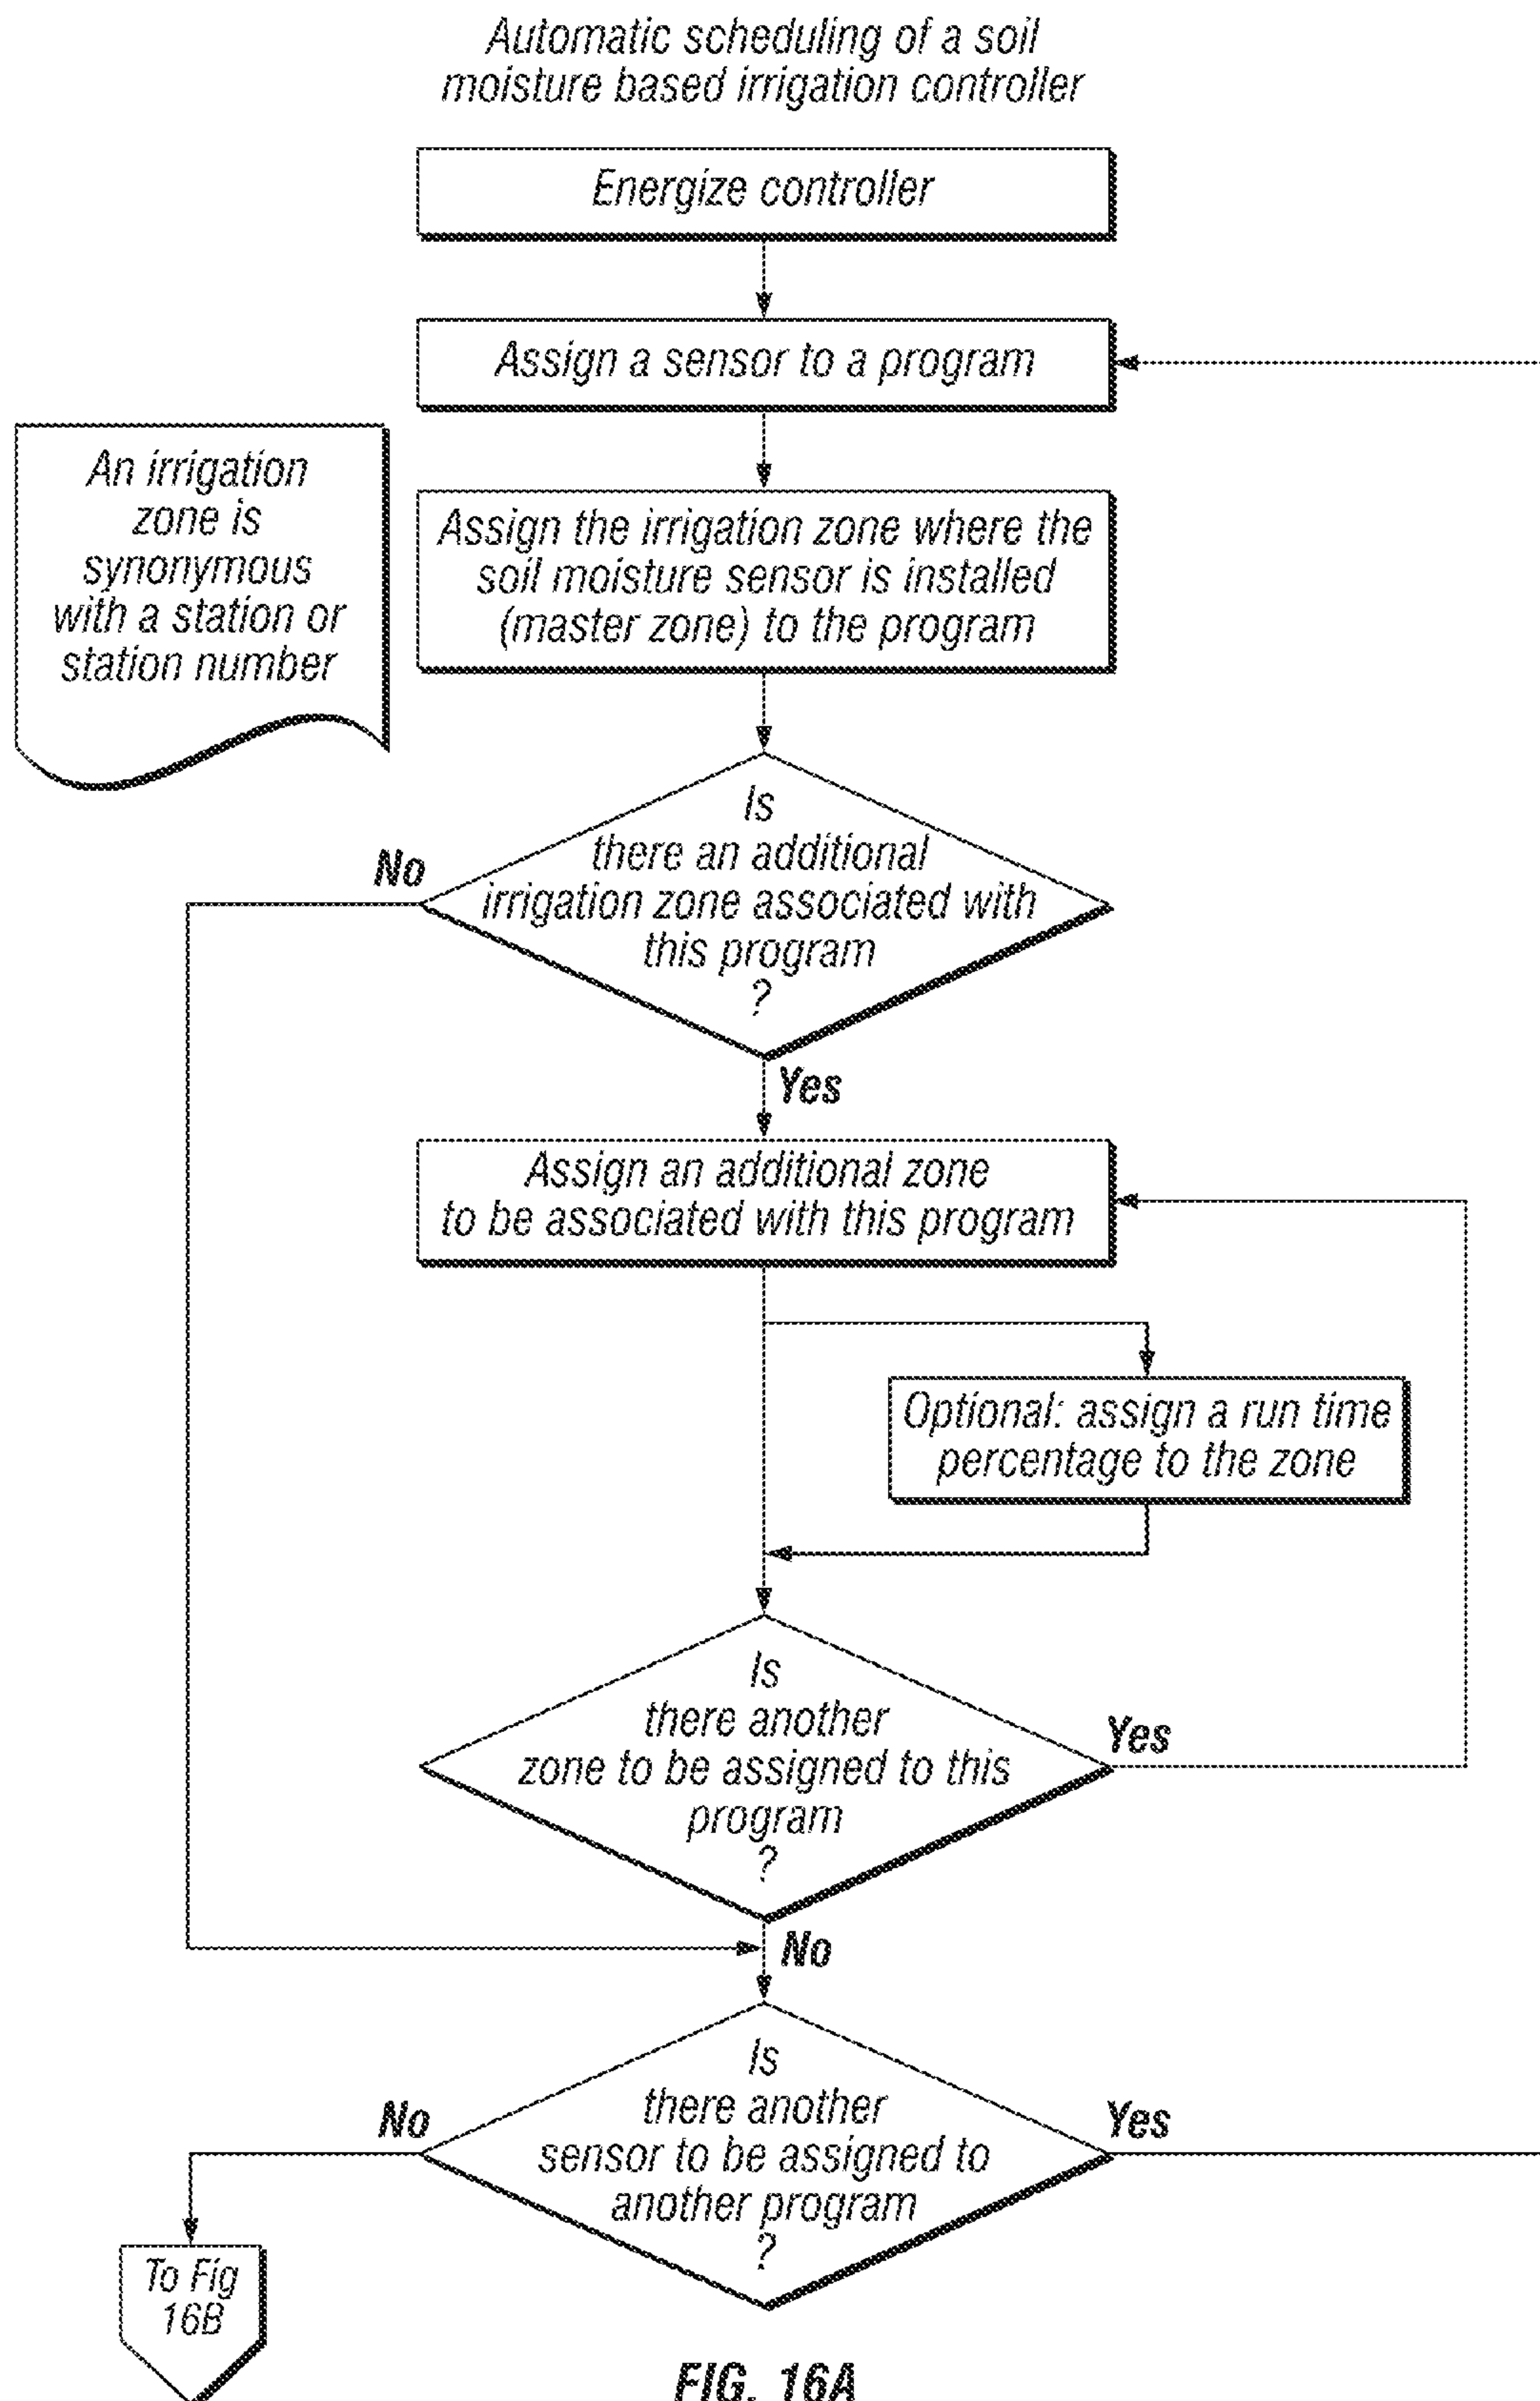 Automatic scheduling of a soil
moisture based irrigation controller
Energize controller
Assign a sensor to a program
An irrigation
zone is
synonymous
with a station or
station number
Assign the irrigation zone where the
soil moisture sensor is installed
(master zone) to the program
Is
there an additional
irrigation zone associated with
this program
?
No
Yes
Assign an additional zone
to be associated with this program
Optional: assign a run time
percentage to the zone
Is
there another
zone to be assigned to this
program
?
Yes
No
Is
there another
sensor to be assigned to
another program
?
No
Yes
To Fig
16B
FIG. 16A